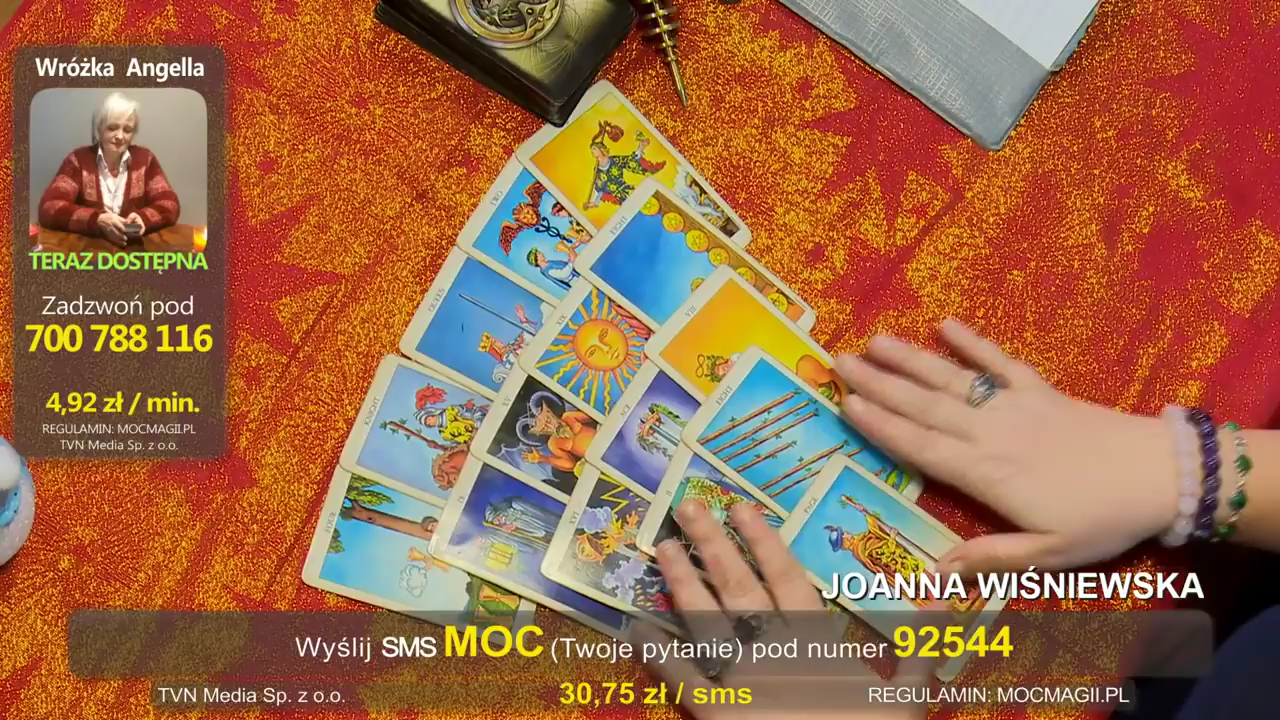 Wróżka Angella
TERAZ DOSTĘPNA
Zadzwoń pod
700 788 116
4,92 zł / min.
REGULAMIN: MOCMAGII.PL
TVN Media Sp. z o.o.
XIX
JOANNA WIŚNIEWSKA
Wyślij SMS MOC (Twoje pytanie) pod numer 92544
TVN Media Sp. z o.o. 30,75 zł / sms REGULAMIN: MOCMAGII.PL